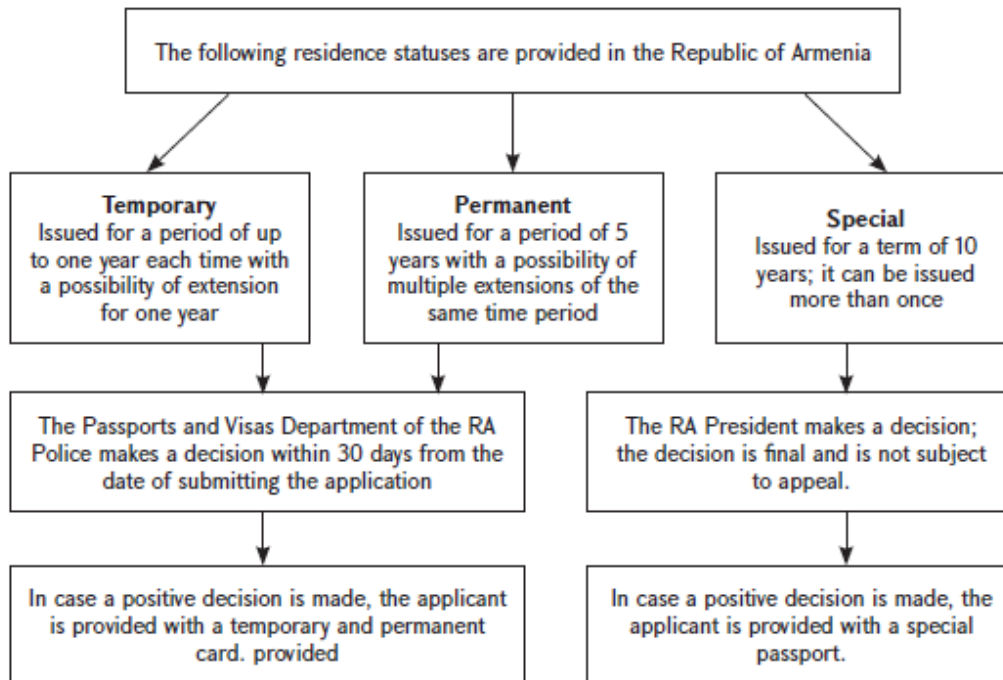 The following residence statuses are provided in the Republic of Armenia
Temporary
Issued for a period of up
to one year each time with
a possibility of extension
for one year
Permanent
Issued for a period of 5
years with a possibility of
multiple extensions of the
same time period
Special
Issued for a term of 10
years; it can be issued
more than once
The Passports and Visas Department of the RA
Police makes a decision within 30 days from the
date of submitting the application
The RA President makes a decision;
the decision is final and is not subject
to appeal.
In case a positive decision is made, the applicant
is provided with a temporary and permanent
card. provided
In case a positive decision is made, the
applicant is provided with a special
passport.